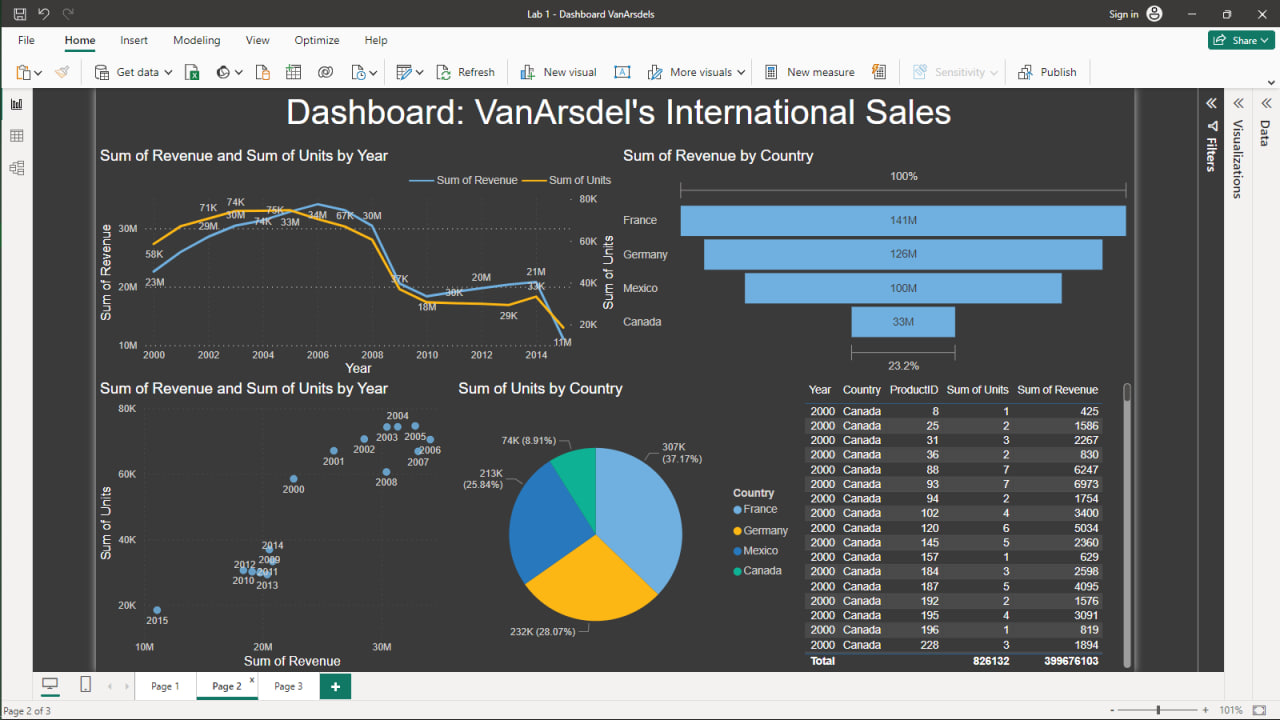 Lab 1 - Dashboard VanArsdels
Sign in
File Home Insert Modeling View Optimize Help
Share
Get data
Refresh
New visual
More visuals
New measure
Sensitivity
Publish
Dashboard: VanArsdel's International Sales
Filters
Visualizations
Data
Sum of Revenue and Sum of Units by Year
Sum of Revenue Sum of Units
Sum of Revenue
30M
20M
10M
80K
60K
40K
20K
Sum of Units
58K
23M
71K
29M
74K
30M
74K
75K
33M
34M
67K
30M
37K
18M
30K
20M
29K
21M
33K
11M
2000 2002 2004 2006 2008 2010 2012 2014
Year
Sum of Revenue by Country
100%
France 141M
Germany 126M
Mexico 100M
Canada 33M
23.2%
Sum of Revenue and Sum of Units by Year
Sum of Units
80K
60K
40K
20K
2004
2003
2005
2006
2002
2007
2001
2008
2000
2014
2009
2012
2011
2010
2013
2015
10M 20M 30M
Sum of Revenue
Sum of Units by Country
74K (8.91%)
307K
(37.17%)
213K
(25.84%)
232K (28.07%)
Country
France
Germany
Mexico
Canada
Year Country ProductID Sum of Units Sum of Revenue
2000 Canada 8 1 425
2000 Canada 25 2 1586
2000 Canada 31 3 2267
2000 Canada 36 2 830
2000 Canada 88 7 6247
2000 Canada 93 7 6973
2000 Canada 94 2 1754
2000 Canada 102 4 3400
2000 Canada 120 6 5034
2000 Canada 145 5 2360
2000 Canada 157 1 629
2000 Canada 184 3 2598
2000 Canada 187 5 4095
2000 Canada 192 2 1576
2000 Canada 195 4 3091
2000 Canada 196 1 819
2000 Canada 228 3 1894
Total 826132 399676103
Page 1 Page 2 x Page 3 +
Page 2 of 3
- + 101%